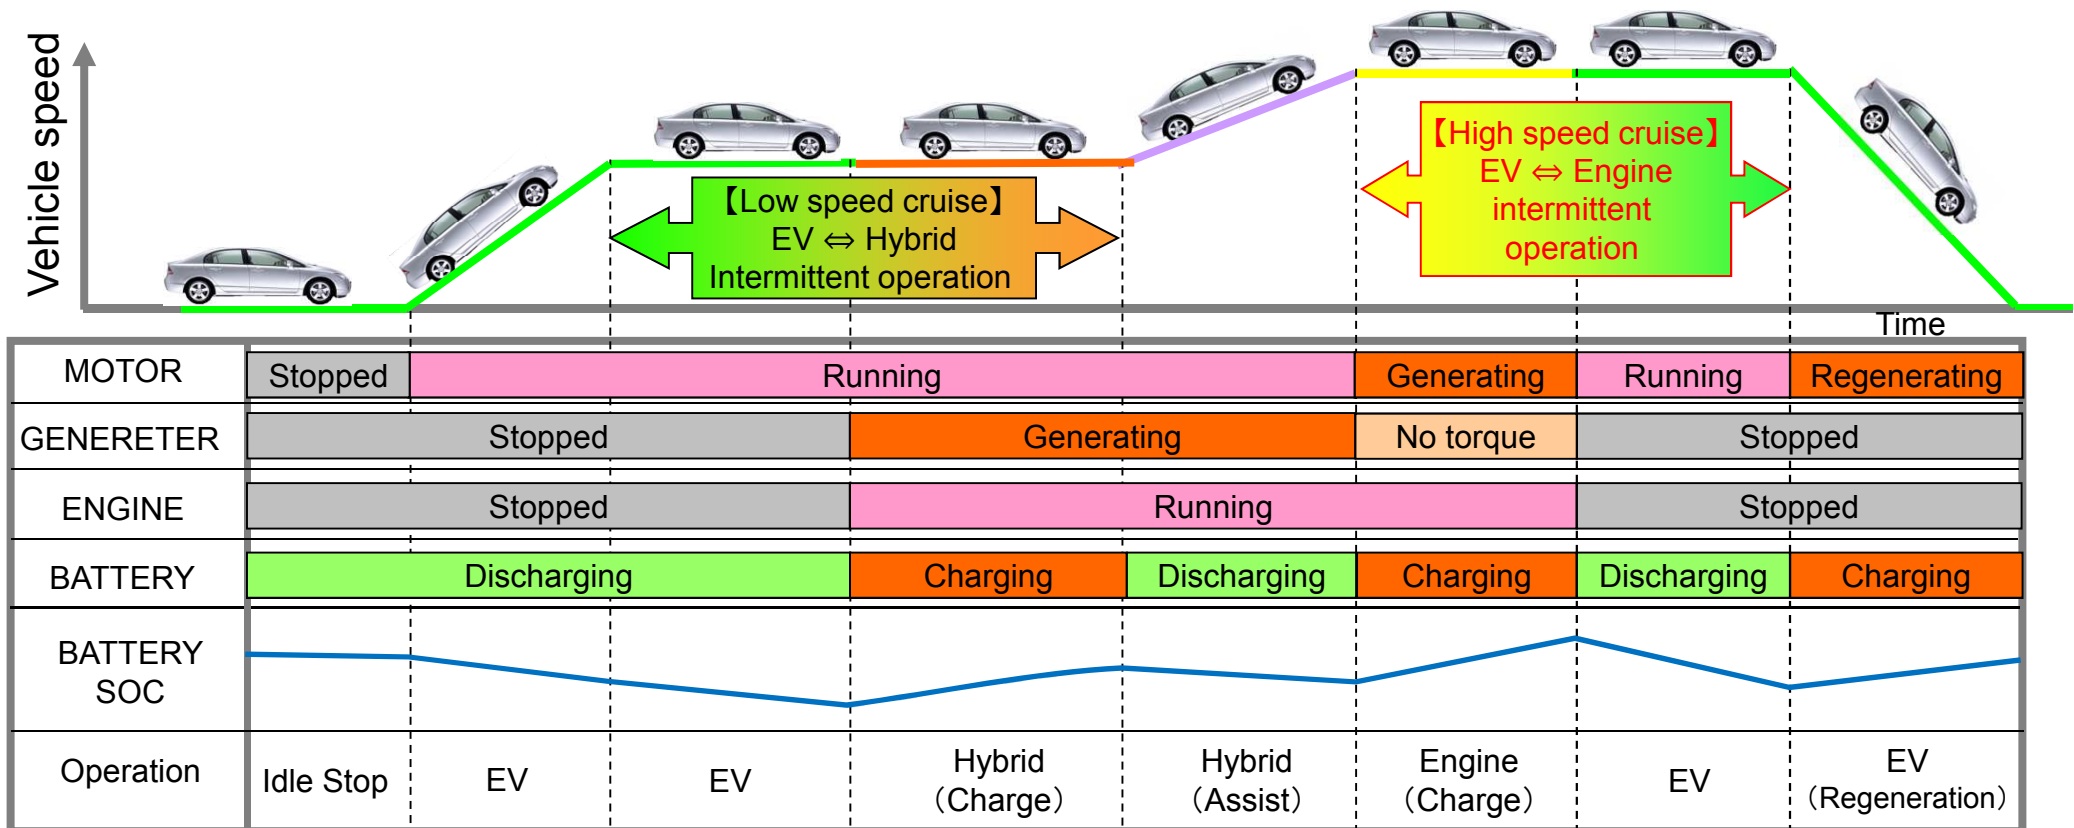 Vehicle speed
【Low speed cruise】
EV ⇔ Hybrid
Intermittent operation
【High speed cruise】
EV ⇔ Engine
intermittent
operation
Time
MOTOR Stopped Running Generating Running Regenerating
GENERETER Stopped Generating No torque Stopped
ENGINE Stopped Running Stopped
BATTERY Discharging Charging Discharging Charging Discharging Charging
BATTERY
SOC
Operation
Idle Stop
EV
EV
Hybrid
（Charge）
Hybrid
（Assist）
Engine
（Charge）
EV
EV
（Regeneration）